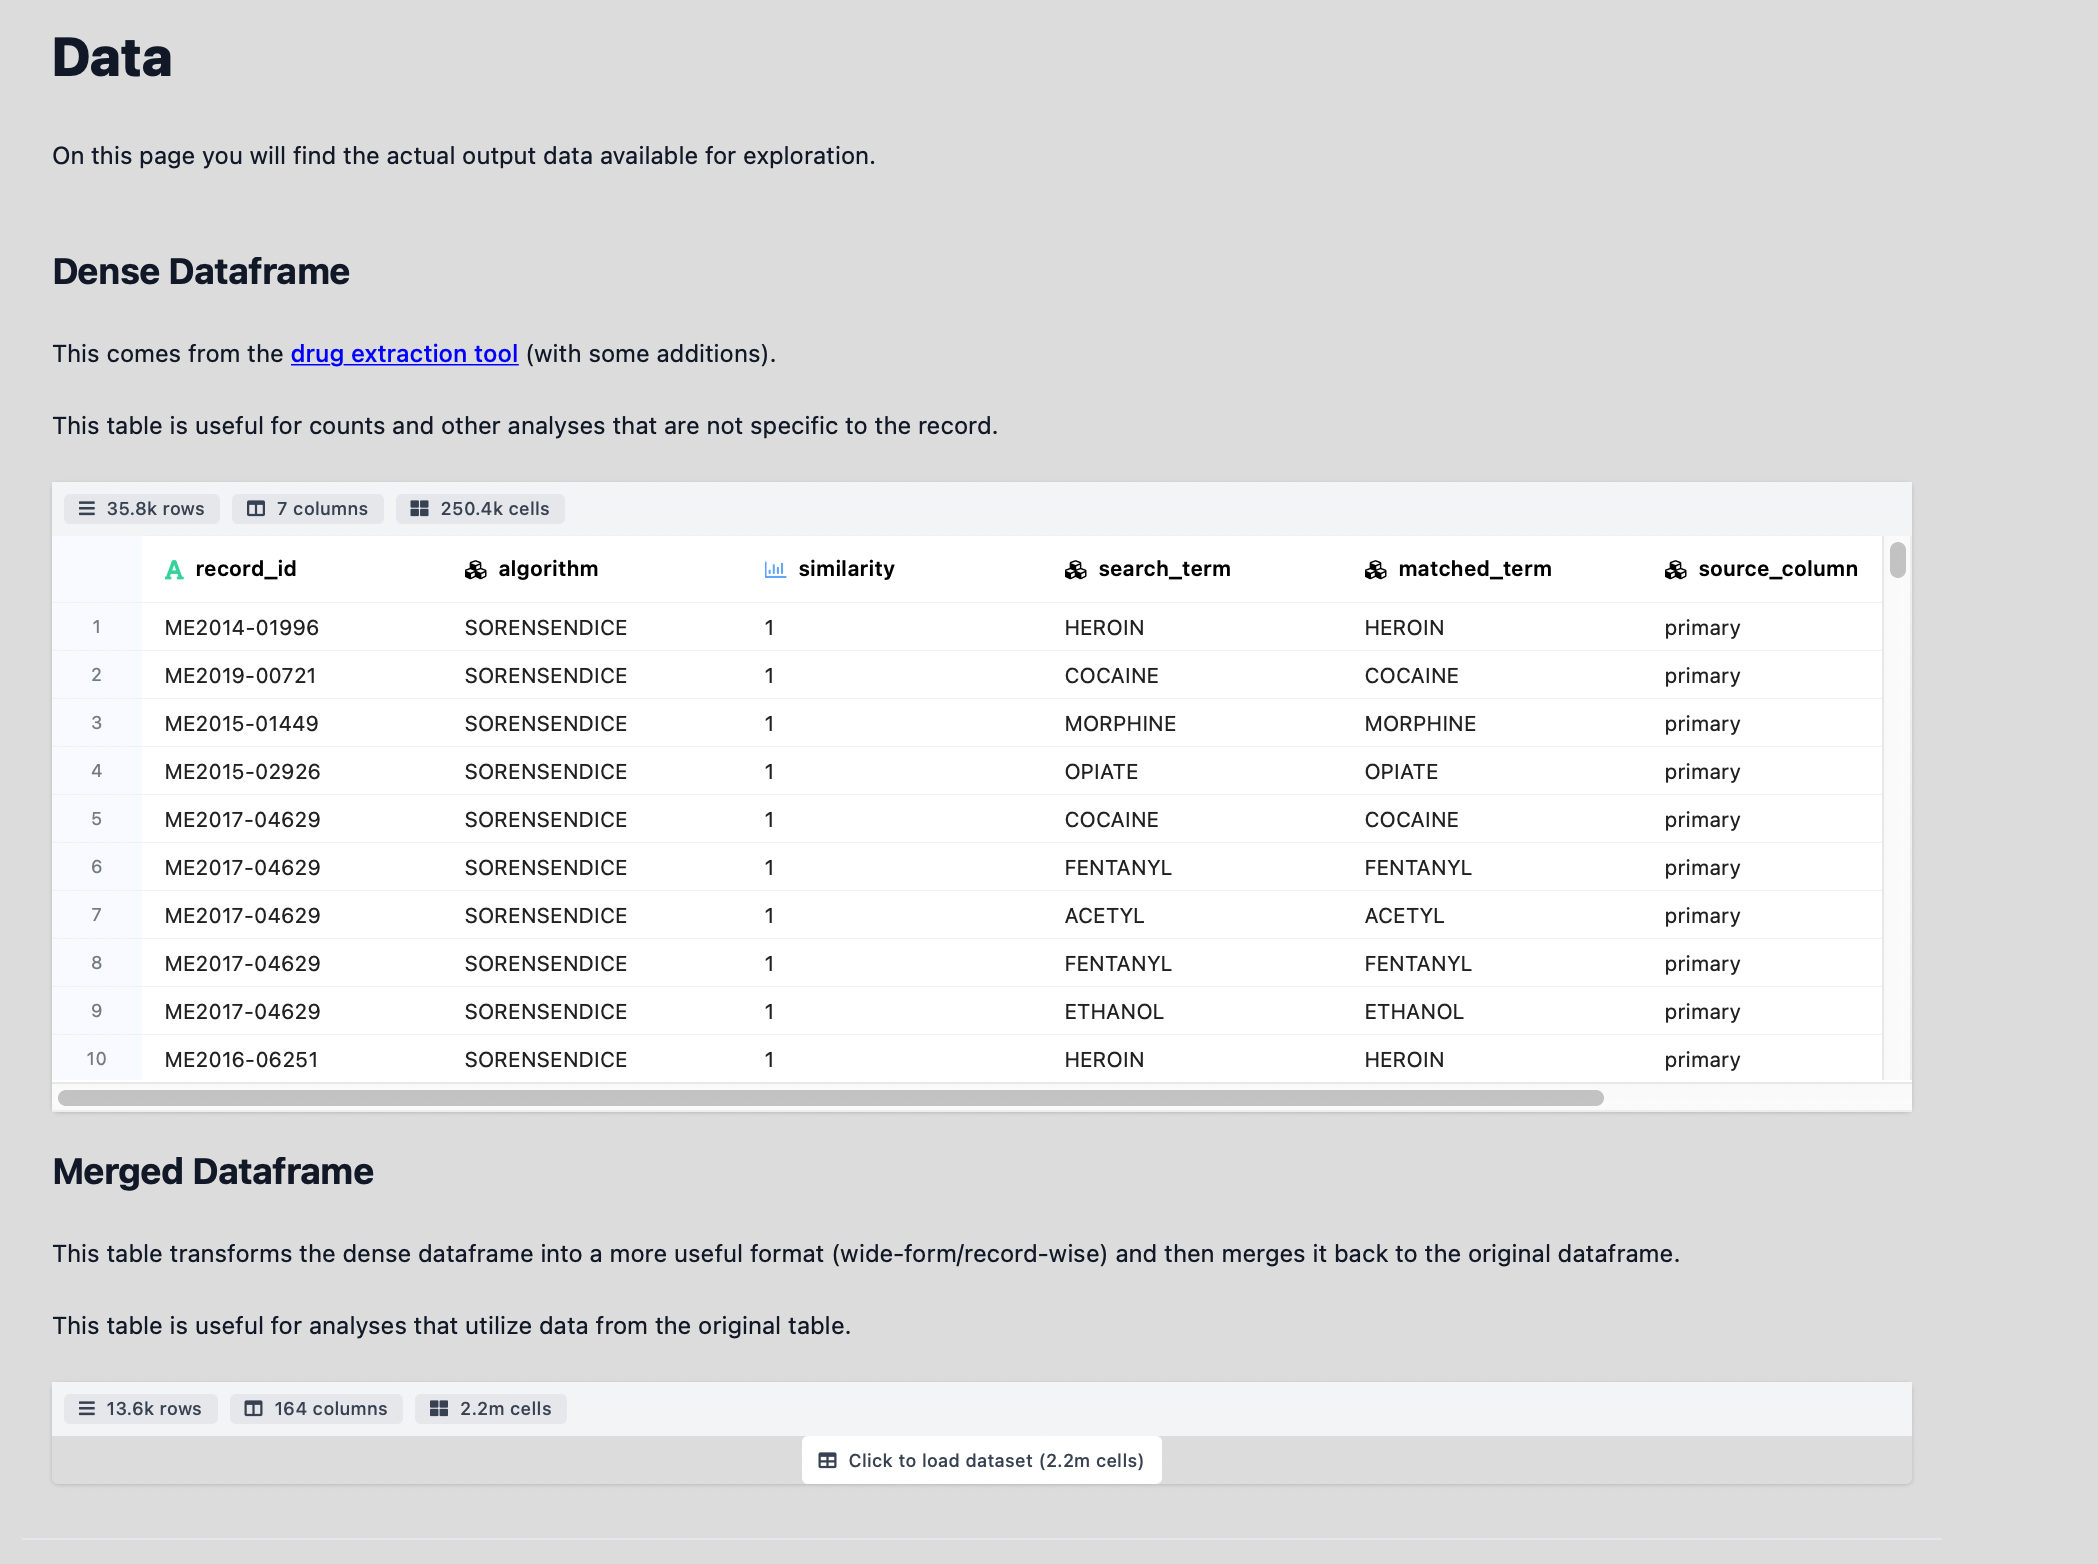 Data
On this page you will find the actual output data available for exploration.
Dense Dataframe
This comes from the drug extraction tool (with some additions).
This table is useful for counts and other analyses that are not specific to the record.
35.8k rows 7 columns 250.4k cells
record_id algorithm similarity search_term matched_term source_column
1 ME2014-01996 SORENSENDICE 1 HEROIN HEROIN primary
2 ME2019-00721 SORENSENDICE 1 COCAINE COCAINE primary
3 ME2015-01449 SORENSENDICE 1 MORPHINE MORPHINE primary
4 ME2015-02926 SORENSENDICE 1 OPIATE OPIATE primary
5 ME2017-04629 SORENSENDICE 1 COCAINE COCAINE primary
6 ME2017-04629 SORENSENDICE 1 FENTANYL FENTANYL primary
7 ME2017-04629 SORENSENDICE 1 ACETYL ACETYL primary
8 ME2017-04629 SORENSENDICE 1 FENTANYL FENTANYL primary
9 ME2017-04629 SORENSENDICE 1 ETHANOL ETHANOL primary
10 ME2016-06251 SORENSENDICE 1 HEROIN HEROIN primary
Merged Dataframe
This table transforms the dense dataframe into a more useful format (wide-form/record-wise) and then merges it back to the original dataframe.
This table is useful for analyses that utilize data from the original table.
13.6k rows 164 columns 2.2m cells
Click to load dataset (2.2m cells)